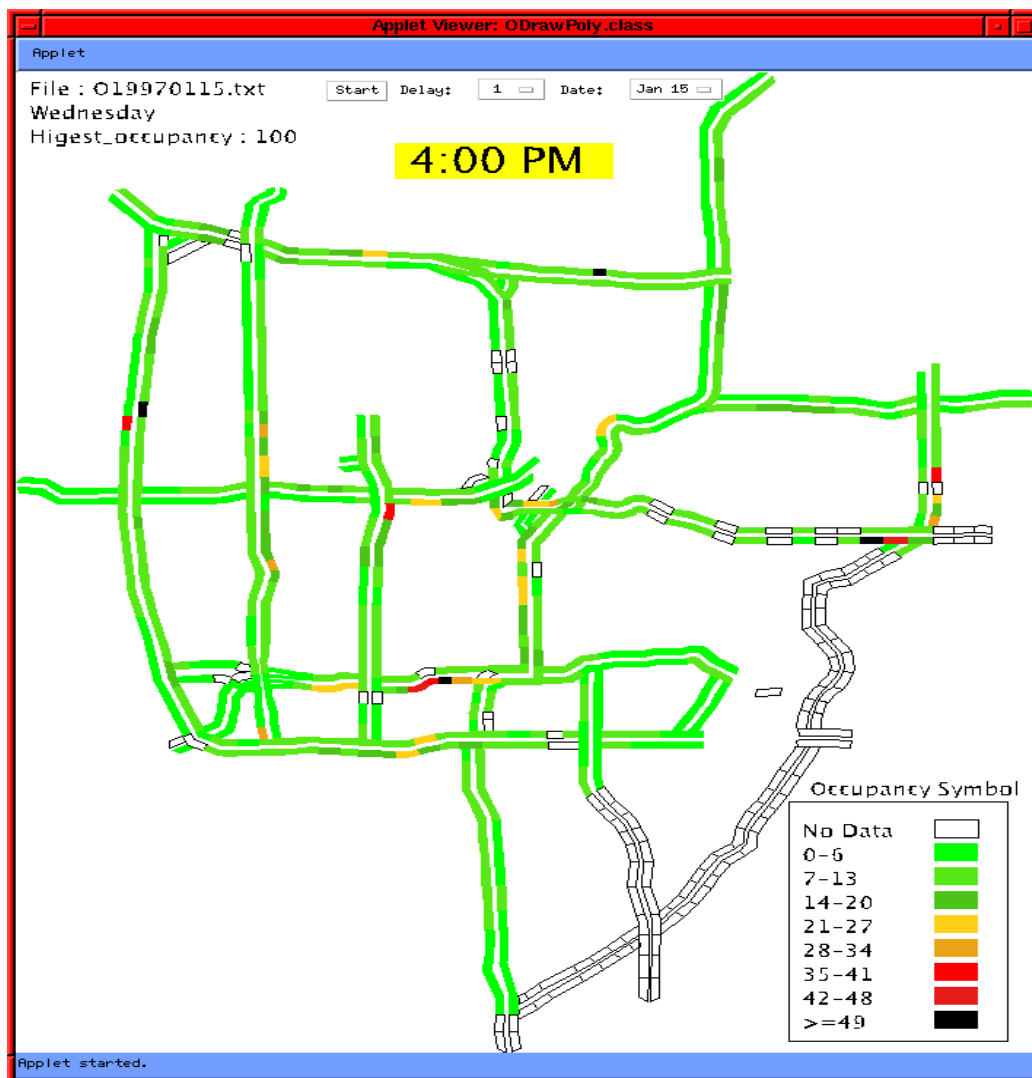 Applet Viewer: ODrawPoly.class
Applet
File : O19970115.txt
Start Delay: 1 Date: Jan 15
Wednesday
Higest_occupancy : 100
4:00 PM
Occupancy Symbol
No Data
0-6
7-13
14-20
21-27
28-34
35-41
42-48
>=49
Applet started.